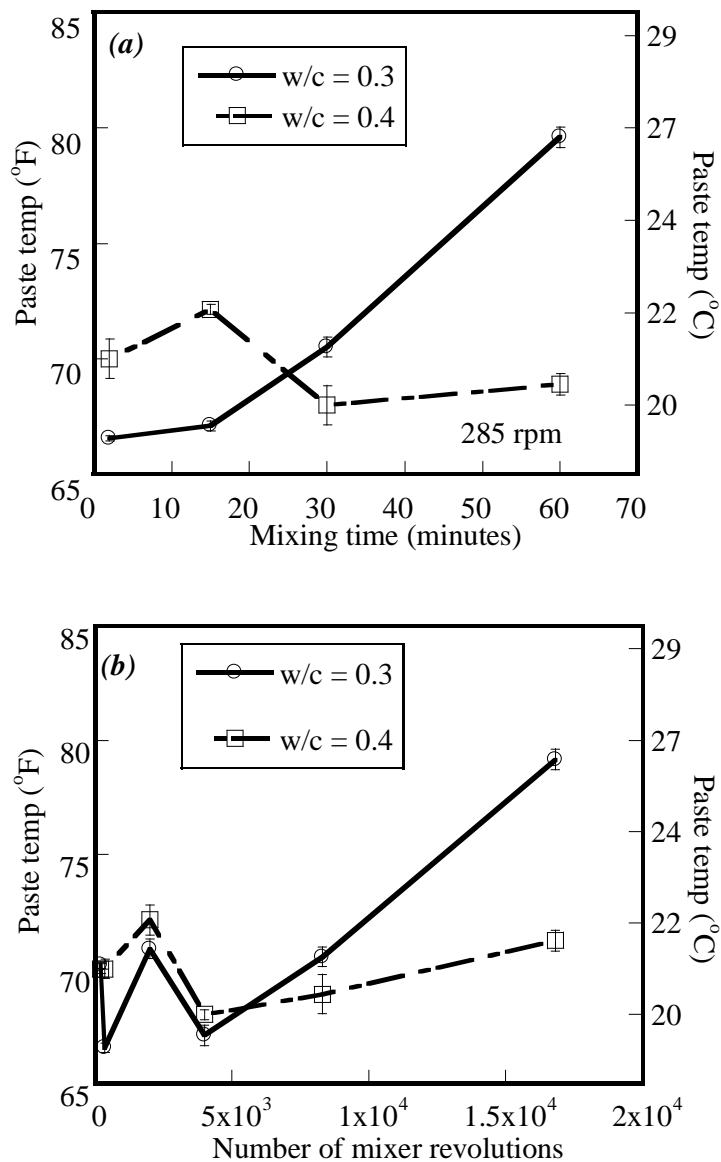 (a)
w/c = 0.3
w/c = 0.4
Paste temp (°F)
85
80
75
70
65
Paste temp (°C)
29
27
24
22
20
285 rpm
0 10 20 30 40 50 60 70
Mixing time (minutes)
(b)
w/c = 0.3
w/c = 0.4
Paste temp (°F)
85
80
75
70
65
Paste temp (°C)
29
27
24
22
20
0 5x10³ 1x10⁴ 1.5x10⁴ 2x10⁴
Number of mixer revolutions